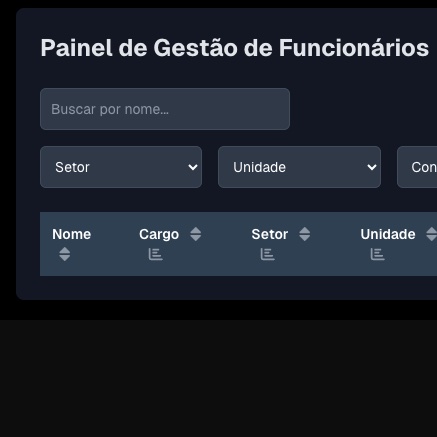 Painel de Gestão de Funcionários
Buscar por nome...
Setor Unidade Con
Nome Cargo Setor Unidade